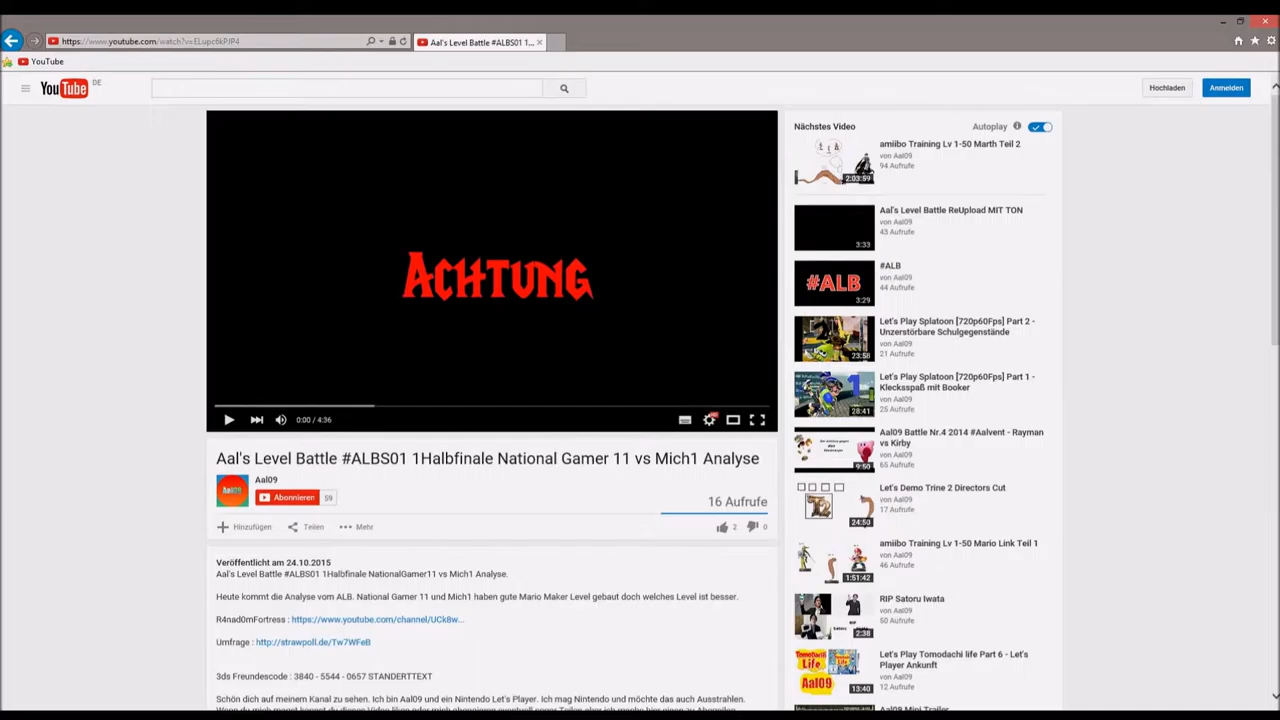 https://www.youtube.com/watch?v=ELupc6kPJP4
Aal's Level Battle #ALBS01 1...
YouTube
YouTube DE
Hochladen
Anmelden
ACHTUNG
0:00 / 4:36
Aal's Level Battle #ALBS01 1Halbfinale National Gamer 11 vs Mich1 Analyse
Aal09
Aal09
Abonnieren 59
16 Aufrufe
Hinzufügen Teilen Mehr
2 0
Veröffentlicht am 24.10.2015
Aal's Level Battle #ALBS01 1Halbfinale NationalGamer11 vs Mich1 Analyse.
Heute kommt die Analyse vom ALB. National Gamer 11 und Mich1 haben gute Mario Maker Level gebaut doch welches Level ist besser.
R4nad0mFortress : https://www.youtube.com/channel/UCk8w...
Umfrage : http://strawpoll.de/Tw7WFeB
3ds Freundescode : 3840 - 5544 - 0657 STANDERTTEXT
Schön dich auf meinem Kanal zu sehen. Ich bin Aal09 und ein Nintendo Let's Player. Ich mag Nintendo und möchte das auch Ausstrahlen.
Nächstes Video
Autoplay
amiibo Training Lv 1-50 Marth Teil 2
von Aal09
94 Aufrufe
2:03:59
Aal's Level Battle ReUpload MIT TON
von Aal09
43 Aufrufe
3:33
#ALB
#ALB
von Aal09
44 Aufrufe
3:29
Let's Play Splatoon [720p60Fps] Part 2 -
Unzerstörbare Schulgegenstände
von Aal09
21 Aufrufe
23:58
Let's Play Splatoon [720p60Fps] Part 1 -
Klecksspaß mit Booker
von Aal09
25 Aufrufe
1
28:41
Aal09 Battle Nr.4 2014 #Aalvent - Rayman
vs Kirby
von Aal09
65 Aufrufe
9:50
Let's Demo Trine 2 Directors Cut
von Aal09
17 Aufrufe
24:50
amiibo Training Lv 1-50 Mario Link Teil 1
von Aal09
46 Aufrufe
1:51:42
RIP Satoru Iwata
von Aal09
50 Aufrufe
2:38
Let's Play Tomodachi life Part 6 - Let's
Player Ankunft
von Aal09
12 Aufrufe
Life
Aal09
13:40
Aal09 Mini Trailer